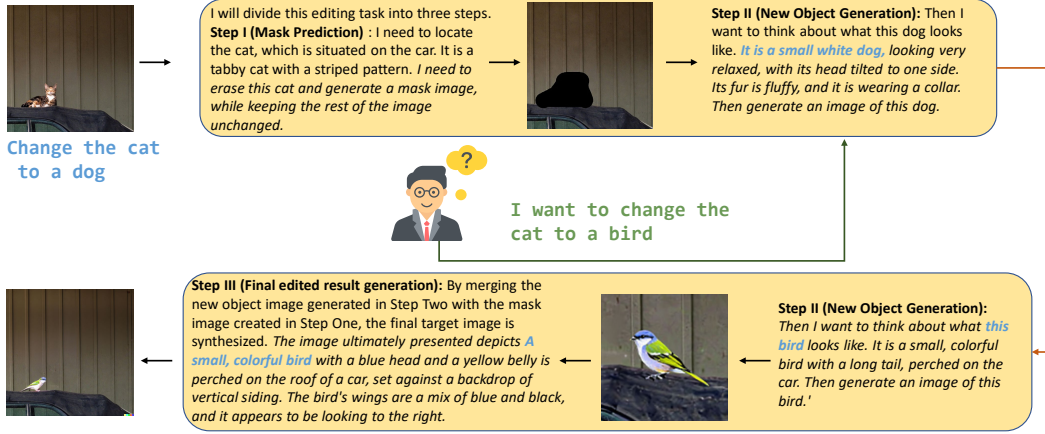 I will divide this editing task into three steps.
Step I (Mask Prediction) : I need to locate
the cat, which is situated on the car. It is a
tabby cat with a striped pattern. I need to
erase this cat and generate a mask image,
while keeping the rest of the image
unchanged.
Step II (New Object Generation): Then I
want to think about what this dog looks
like. It is a small white dog, looking very
relaxed, with its head tilted to one side.
Its fur is fluffy, and it is wearing a collar.
Then generate an image of this dog.
Change the cat
to a dog
?
I want to change the
cat to a bird
Step III (Final edited result generation): By merging the
new object image generated in Step Two with the mask
image created in Step One, the final target image is
synthesized. The image ultimately presented depicts A
small, colorful bird with a blue head and a yellow belly is
perched on the roof of a car, set against a backdrop of
vertical siding. The bird's wings are a mix of blue and black,
and it appears to be looking to the right.
Step II (New Object Generation):
Then I want to think about what this
bird looks like. It is a small, colorful
bird with a long tail, perched on the
car. Then generate an image of this
bird.'